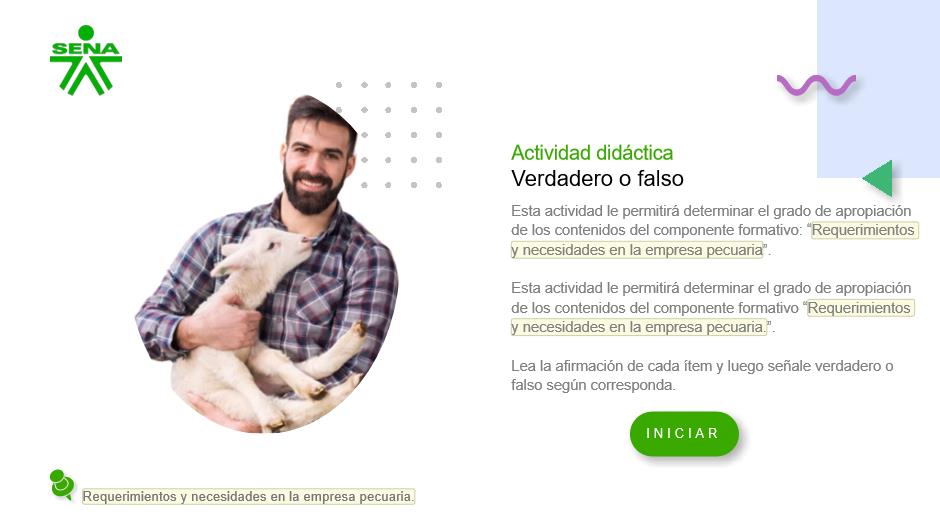 SENA
Actividad didáctica
Verdadero o falso
Esta actividad le permitirá determinar el grado de apropiación
de los contenidos del componente formativo: “Requerimientos
y necesidades en la empresa pecuaria”.
Esta actividad le permitirá determinar el grado de apropiación
de los contenidos del componente formativo “Requerimientos
y necesidades en la empresa pecuaria.”.
Lea la afirmación de cada ítem y luego señale verdadero o
falso según corresponda.
INICIAR
Requerimientos y necesidades en la empresa pecuaria.